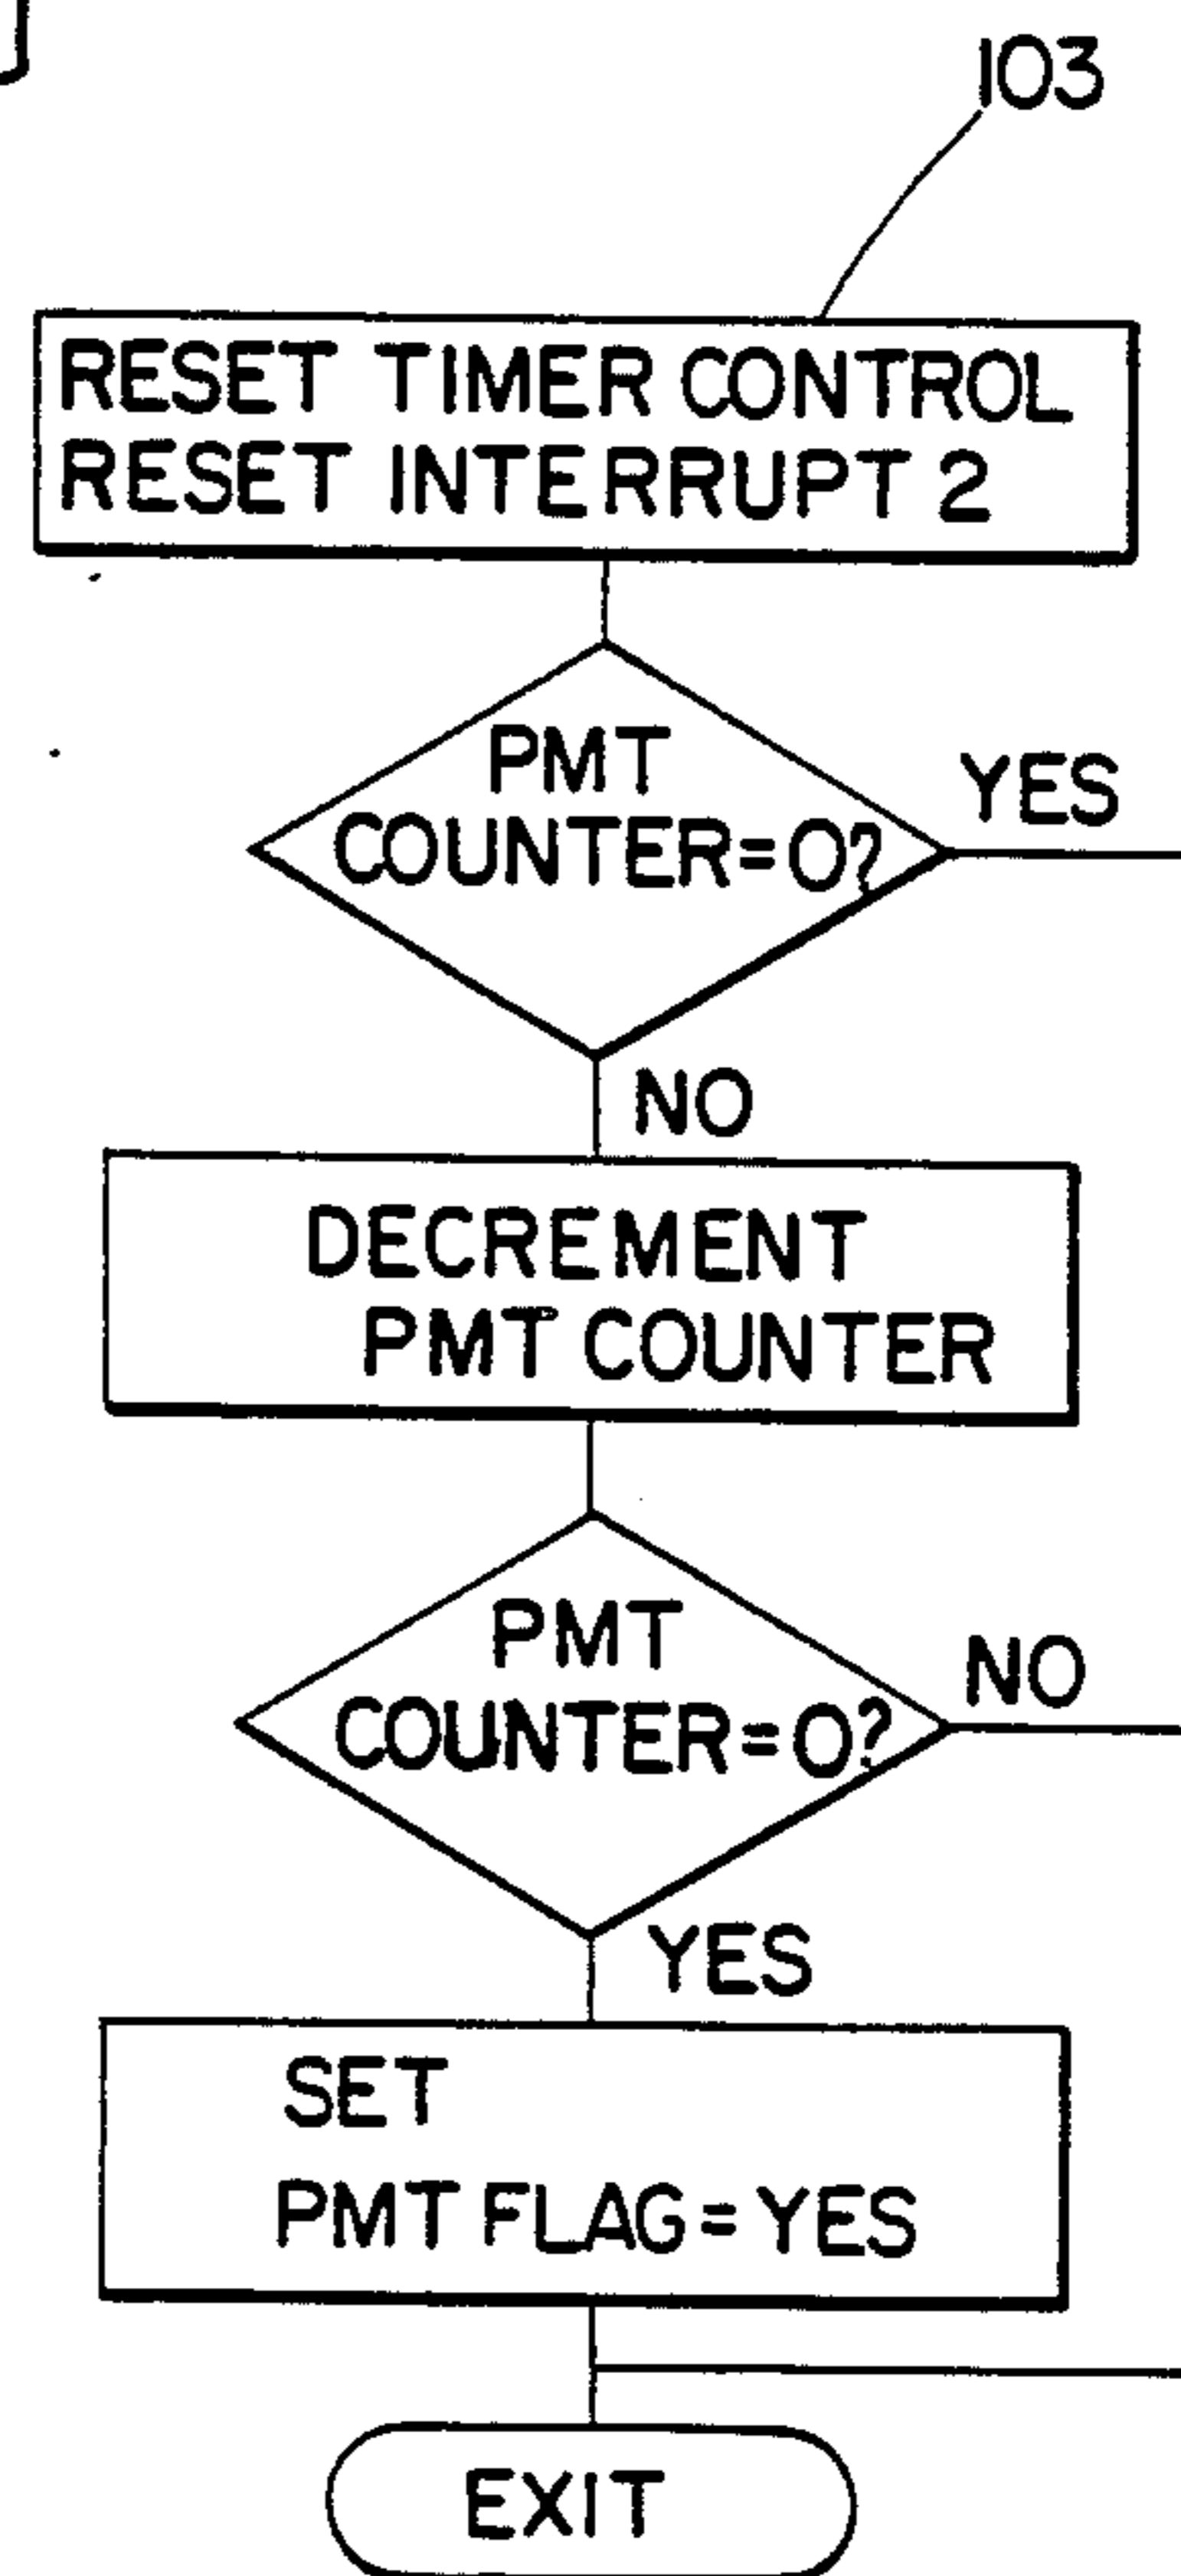 103
RESET TIMER CONTROL
RESET INTERRUPT 2
PMT
COUNTER=0?
YES
NO
DECREMENT
PMT COUNTER
PMT
COUNTER=0?
NO
YES
SET
PMT FLAG=YES
EXIT